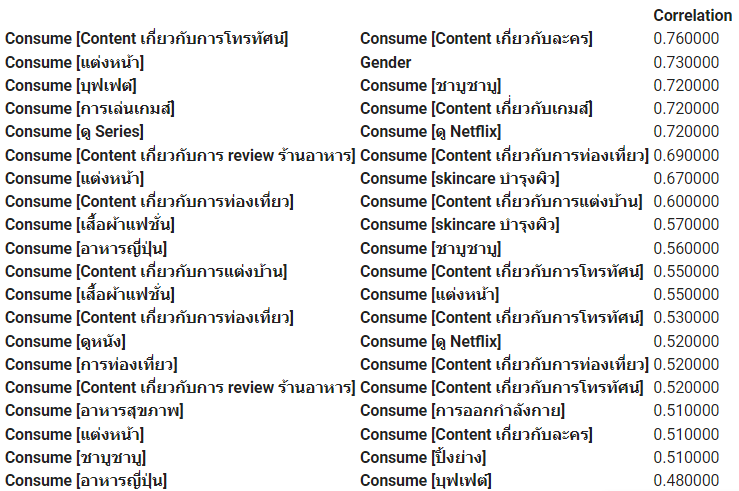 Correlation
Consume [Content เกี่ยวกับการโทรทัศน์] Consume [Content เกี่ยวกับละคร] 0.760000
Consume [แต่งหน้า] Gender 0.730000
Consume [บุฟเฟต์] Consume [ชาบูชาบู] 0.720000
Consume [การเล่นเกมส์] Consume [Content เกี่ยวกับเกมส์] 0.720000
Consume [ดู Series] Consume [ดู Netflix] 0.720000
Consume [Content เกี่ยวกับการ review ร้านอาหาร] Consume [Content เกี่ยวกับการท่องเที่ยว] 0.690000
Consume [แต่งหน้า] Consume [skincare บำรุงผิว] 0.670000
Consume [Content เกี่ยวกับการท่องเที่ยว] Consume [Content เกี่ยวกับการแต่งบ้าน] 0.600000
Consume [เสื้อผ้าแฟชั่น] Consume [skincare บำรุงผิว] 0.570000
Consume [อาหารญี่ปุ่น] Consume [ชาบูชาบู] 0.560000
Consume [Content เกี่ยวกับการแต่งบ้าน] Consume [Content เกี่ยวกับการโทรทัศน์] 0.550000
Consume [เสื้อผ้าแฟชั่น] Consume [แต่งหน้า] 0.550000
Consume [Content เกี่ยวกับการท่องเที่ยว] Consume [Content เกี่ยวกับการโทรทัศน์] 0.530000
Consume [ดูหนัง] Consume [ดู Netflix] 0.520000
Consume [การท่องเที่ยว] Consume [Content เกี่ยวกับการท่องเที่ยว] 0.520000
Consume [Content เกี่ยวกับการ review ร้านอาหาร] Consume [Content เกี่ยวกับการโทรทัศน์] 0.520000
Consume [อาหารสุขภาพ] Consume [การออกกำลังกาย] 0.510000
Consume [แต่งหน้า] Consume [Content เกี่ยวกับละคร] 0.510000
Consume [ชาบูชาบู] Consume [ปิ้งย่าง] 0.510000
Consume [อาหารญี่ปุ่น] Consume [บุฟเฟต์] 0.480000